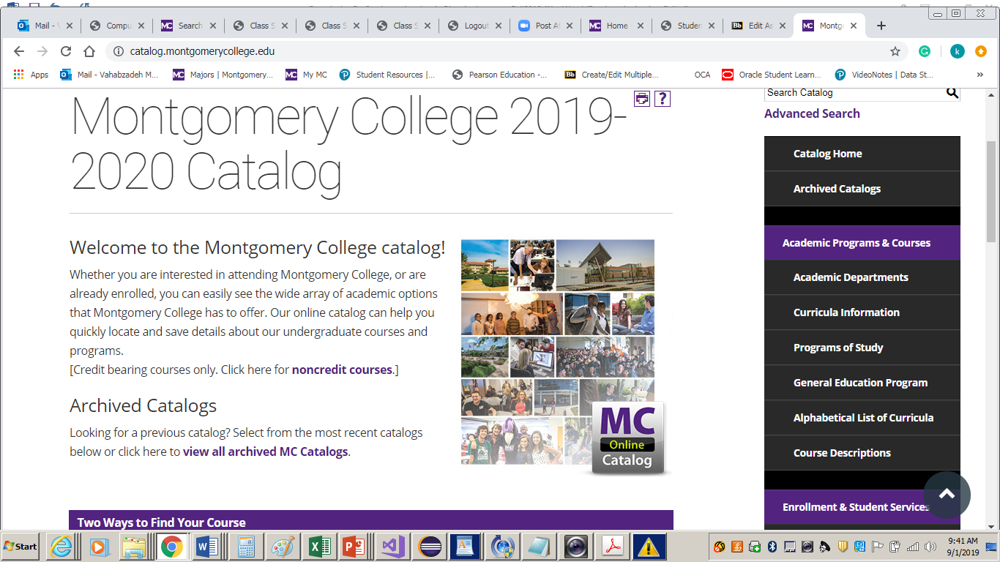 Mail -
Compu
Search
Class S
Class S
Class S
Logout
Post At
Home
Studen
Edit As
Montg
catalog.montgomerycollege.edu
Apps
Mail - Vahabzadeh M...
Majors | Montgomery...
My MC
Student Resources |...
Pearson Education -...
Create/Edit Multiple...
OCA
Oracle Student Learn...
VideoNotes | Data St...
Montgomery College 2019-
2020 Catalog
Welcome to the Montgomery College catalog!
Whether you are interested in attending Montgomery College, or are
already enrolled, you can easily see the wide array of academic options
that Montgomery College has to offer. Our online catalog can help you
quickly locate and save details about our undergraduate courses and
programs.
[Credit bearing courses only. Click here for noncredit courses.]
Archived Catalogs
Looking for a previous catalog? Select from the most recent catalogs
below or click here to view all archived MC Catalogs.
MC
Online
Catalog
Two Ways to Find Your Course
Search Catalog
Advanced Search
Catalog Home
Archived Catalogs
Academic Programs & Courses
Academic Departments
Curricula Information
Programs of Study
General Education Program
Alphabetical List of Curricula
Course Descriptions
Enrollment & Student Services
Start
9:41 AM
9/1/2019